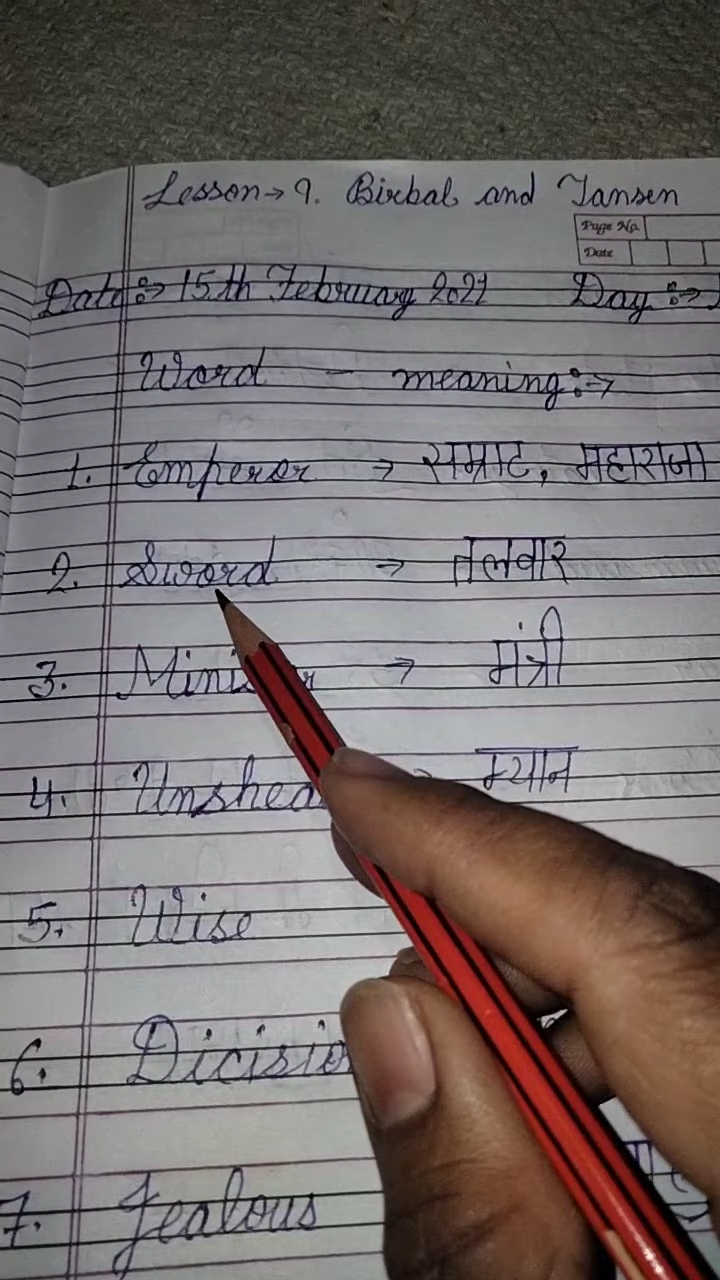 Lesson→ 9. Birbal and Tansen
Page No.
Date
Date:→ 15th February 2021 Day:→
Word - meaning:→
1. Emperor → सम्राट, महाराजा
2. Sword → तलवार
3. → मंत्री
4. म्यान
5. Wise
6.
7. Jealous